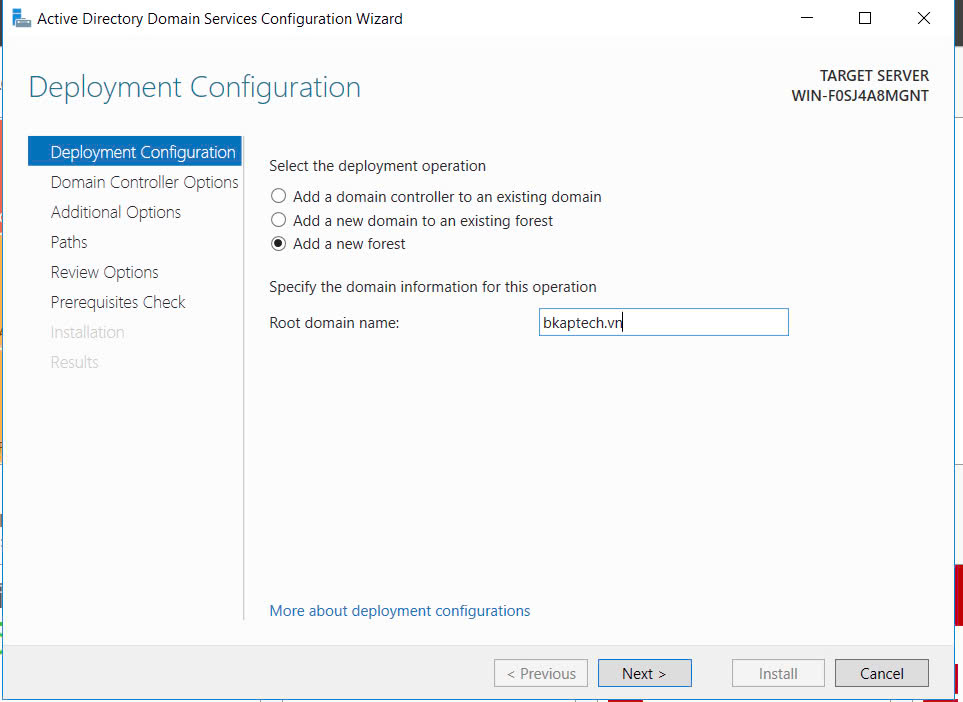 Active Directory Domain Services Configuration Wizard
Deployment Configuration
TARGET SERVER
WIN-F0SJ4A8MGNT
Deployment Configuration
Domain Controller Options
Additional Options
Paths
Review Options
Prerequisites Check
Installation
Results
Select the deployment operation
Add a domain controller to an existing domain
Add a new domain to an existing forest
Add a new forest
Specify the domain information for this operation
Root domain name: bkaptech.vn
More about deployment configurations
< Previous Next > Install Cancel